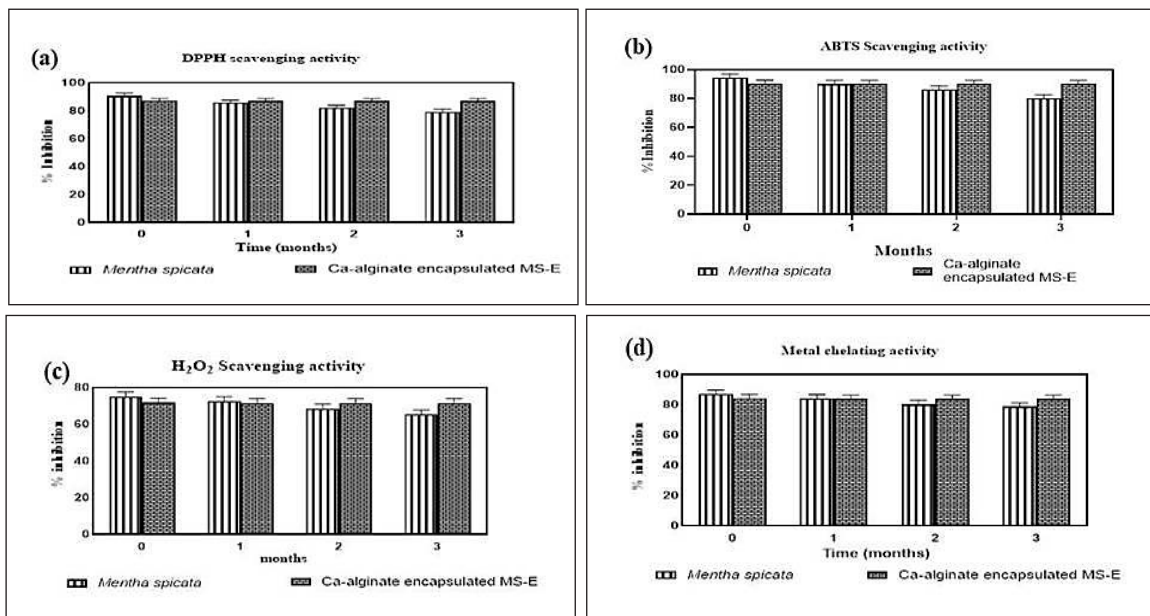 (a)
DPPH scavenging activity
% Inhibition
100
80
60
40
20
0
0 1 2 3
Time (months)
Mentha spicata Ca-alginate encapsulated MS-E
(b)
ABTS Scavenging activity
% Inhibition
100
80
60
40
20
0
0 1 2 3
Months
Mentha spicata Ca-alginate
encapsulated MS-E
(c)
H₂O₂ Scavenging activity
% inhibition
80
60
40
20
0
0 1 2 3
months
Mentha spicata Ca-alginate encapsulated MS-E
(d)
Metal chelating activity
% inhibition
100
80
60
40
20
0
0 1 2 3
Time (months)
Mentha spicata Ca-alginate encapsulated MS-E